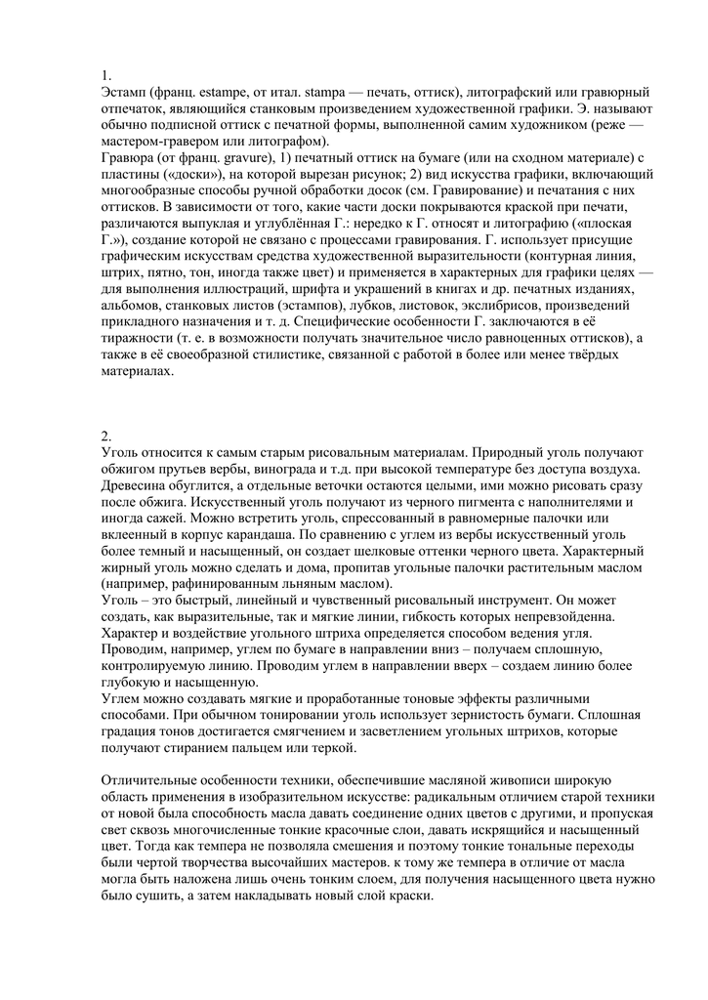 1.
Эстамп (франц. estampe, от итал. stampa — печать, оттиск), литографский или гравюрный
отпечаток, являющийся станковым произведением художественной графики. Э. называют
обычно подписной оттиск с печатной формы, выполненной самим художником (реже —
мастером-гравером или литографом).
Гравюра (от франц. gravure), 1) печатный оттиск на бумаге (или на сходном материале) с
пластины («доски»), на которой вырезан рисунок; 2) вид искусства графики, включающий
многообразные способы ручной обработки досок (см. Гравирование) и печатания с них
оттисков. В зависимости от того, какие части доски покрываются краской при печати,
различаются выпуклая и углублённая Г.: нередко к Г. относят и литографию («плоская
Г.»), создание которой не связано с процессами гравирования. Г. использует присущие
графическим искусствам средства художественной выразительности (контурная линия,
штрих, пятно, тон, иногда также цвет) и применяется в характерных для графики целях —
для выполнения иллюстраций, шрифта и украшений в книгах и др. печатных изданиях,
альбомов, станковых листов (эстампов), лубков, листовок, экслибрисов, произведений
прикладного назначения и т. д. Специфические особенности Г. заключаются в её
тиражности (т. е. в возможности получать значительное число равноценных оттисков), а
также в её своеобразной стилистике, связанной с работой в более или менее твёрдых
материалах.
2.
Уголь относится к самым старым рисовальным материалам. Природный уголь получают
обжигом прутьев вербы, винограда и т.д. при высокой температуре без доступа воздуха.
Древесина обуглится, а отдельные веточки остаются целыми, ими можно рисовать сразу
после обжига. Искусственный уголь получают из черного пигмента с наполнителями и
иногда сажей. Можно встретить уголь, спрессованный в равномерные палочки или
вклеенный в корпус карандаша. По сравнению с углем из вербы искусственный уголь
более темный и насыщенный, он создает шелковые оттенки черного цвета. Характерный
жирный уголь можно сделать и дома, пропитав угольные палочки растительным маслом
(например, рафинированным льняным маслом).
Уголь – это быстрый, линейный и чувственный рисовальный инструмент. Он может
создать, как выразительные, так и мягкие линии, гибкость которых непревзойденна.
Характер и воздействие угольного штриха определяется способом ведения угля.
Проводим, например, углем по бумаге в направлении вниз – получаем сплошную,
контролируемую линию. Проводим углем в направлении вверх – создаем линию более
глубокую и насыщенную.
Углем можно создавать мягкие и проработанные тоновые эффекты различными
способами. При обычном тонировании уголь использует зернистость бумаги. Сплошная
градация тонов достигается смягчением и засветлением угольных штрихов, которые
получают стиранием пальцем или теркой.
Отличительные особенности техники, обеспечившие масляной живописи широкую
область применения в изобразительном искусстве: радикальным отличием старой техники
от новой была способность масла давать соединение одних цветов с другими, и пропуская
свет сквозь многочисленные тонкие красочные слои, давать искрящийся и насыщенный
цвет. Тогда как темпера не позволяла смешения и поэтому тонкие тональные переходы
были чертой творчества высочайших мастеров. к тому же темпера в отличие от масла
могла быть наложена лишь очень тонким слоем, для получения насыщенного цвета нужно
было сушить, а затем накладывать новый слой краски.